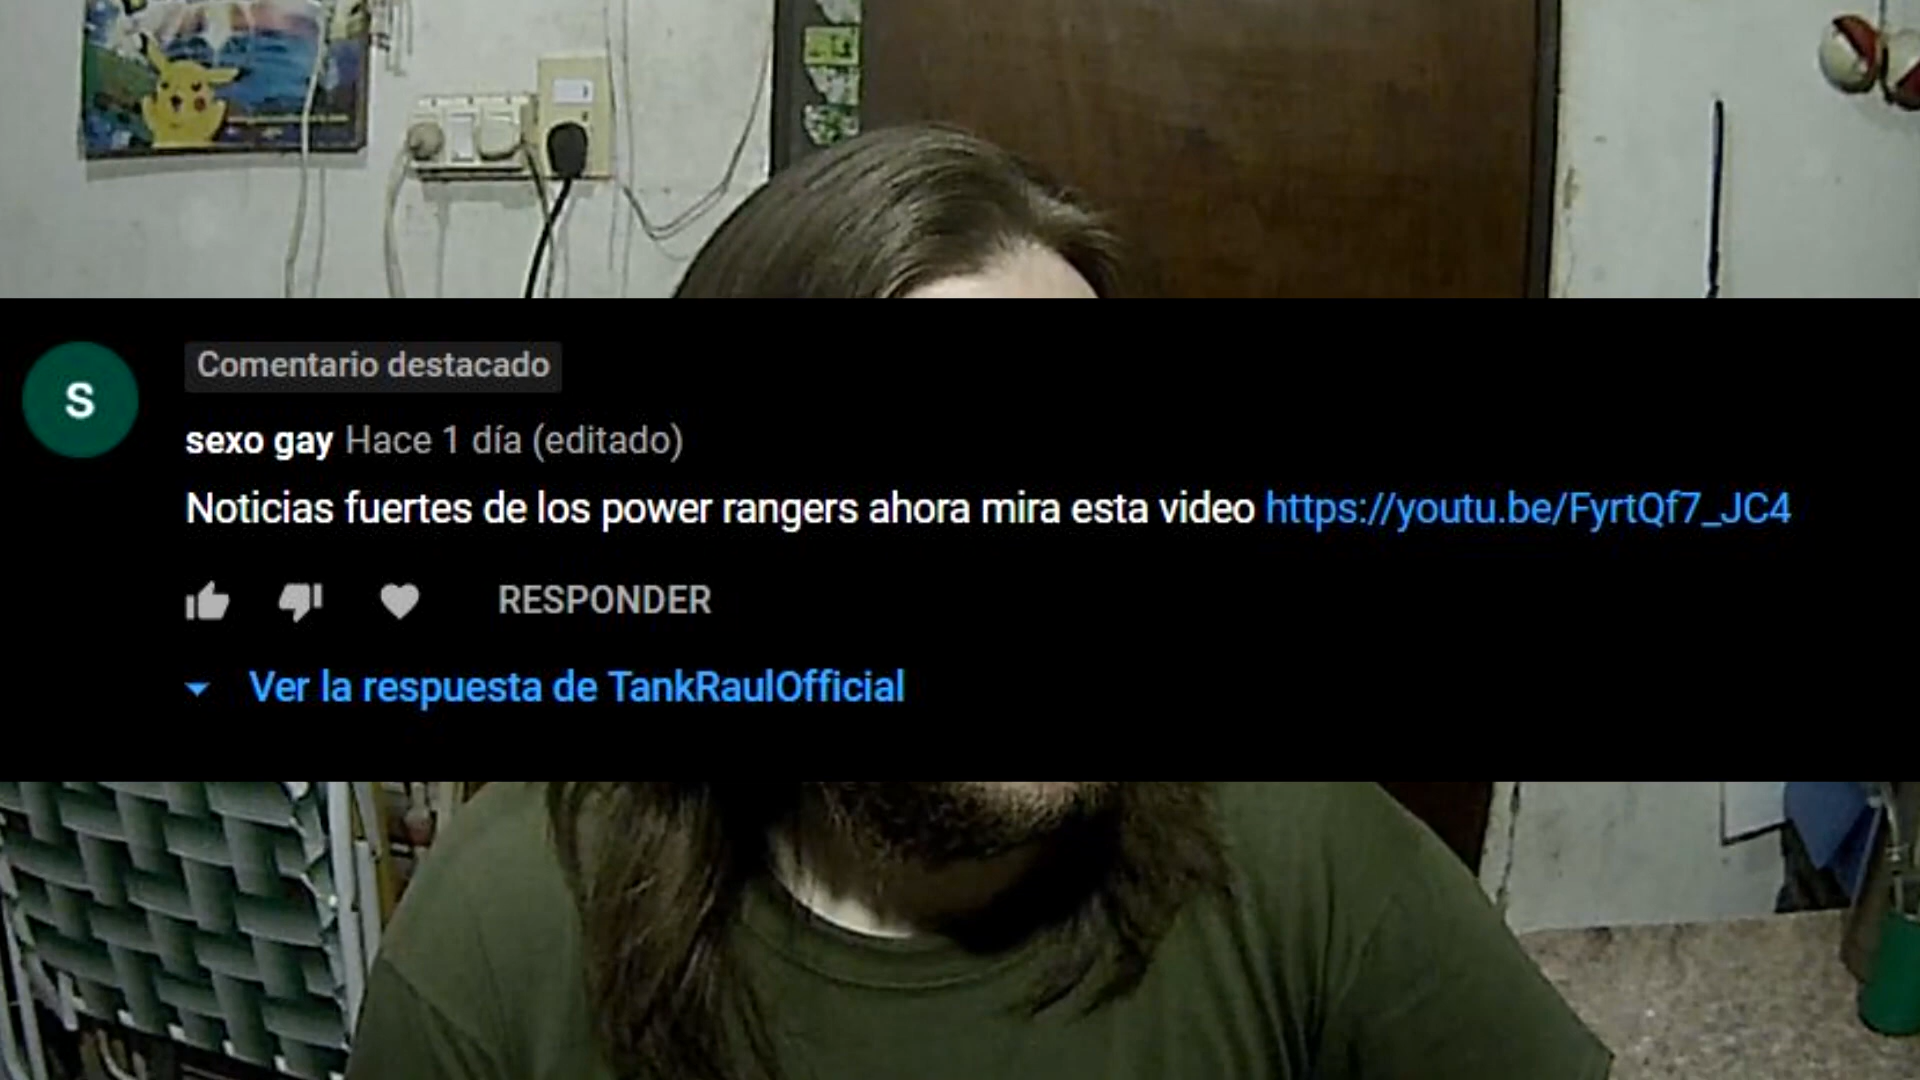 Comentario destacado
S
sexo gay Hace 1 día (editado)
Noticias fuertes de los power rangers ahora mira esta video https://youtu.be/FyrtQf7_JC4
RESPONDER
Ver la respuesta de TankRaulOfficial